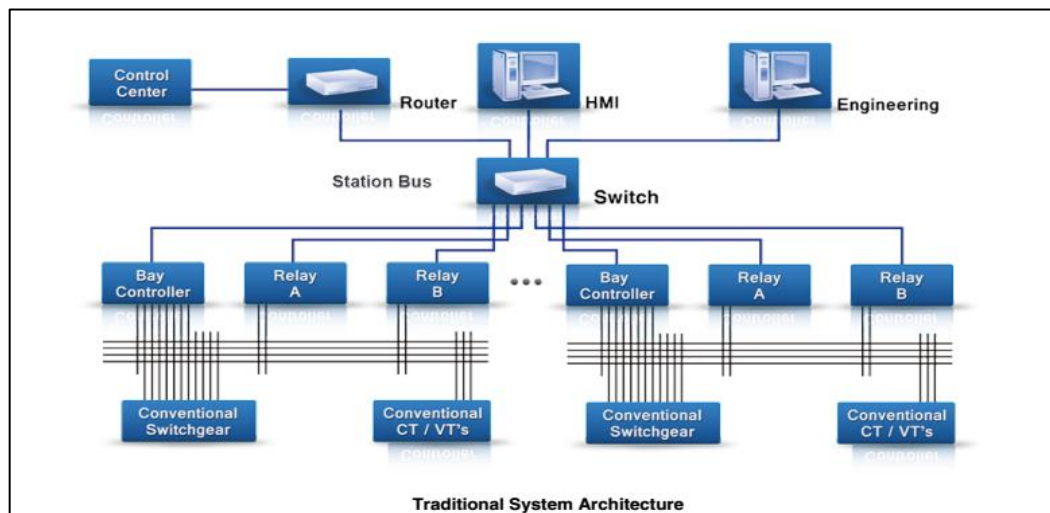 Control
Center
Router
HMI
Engineering
Station Bus
Switch
Bay
Controller
Relay
A
Relay
B
Bay
Controller
Relay
A
Relay
B
Conventional
Switchgear
Conventional
CT / VT's
Conventional
Switchgear
Conventional
CT / VT's
Traditional System Architecture